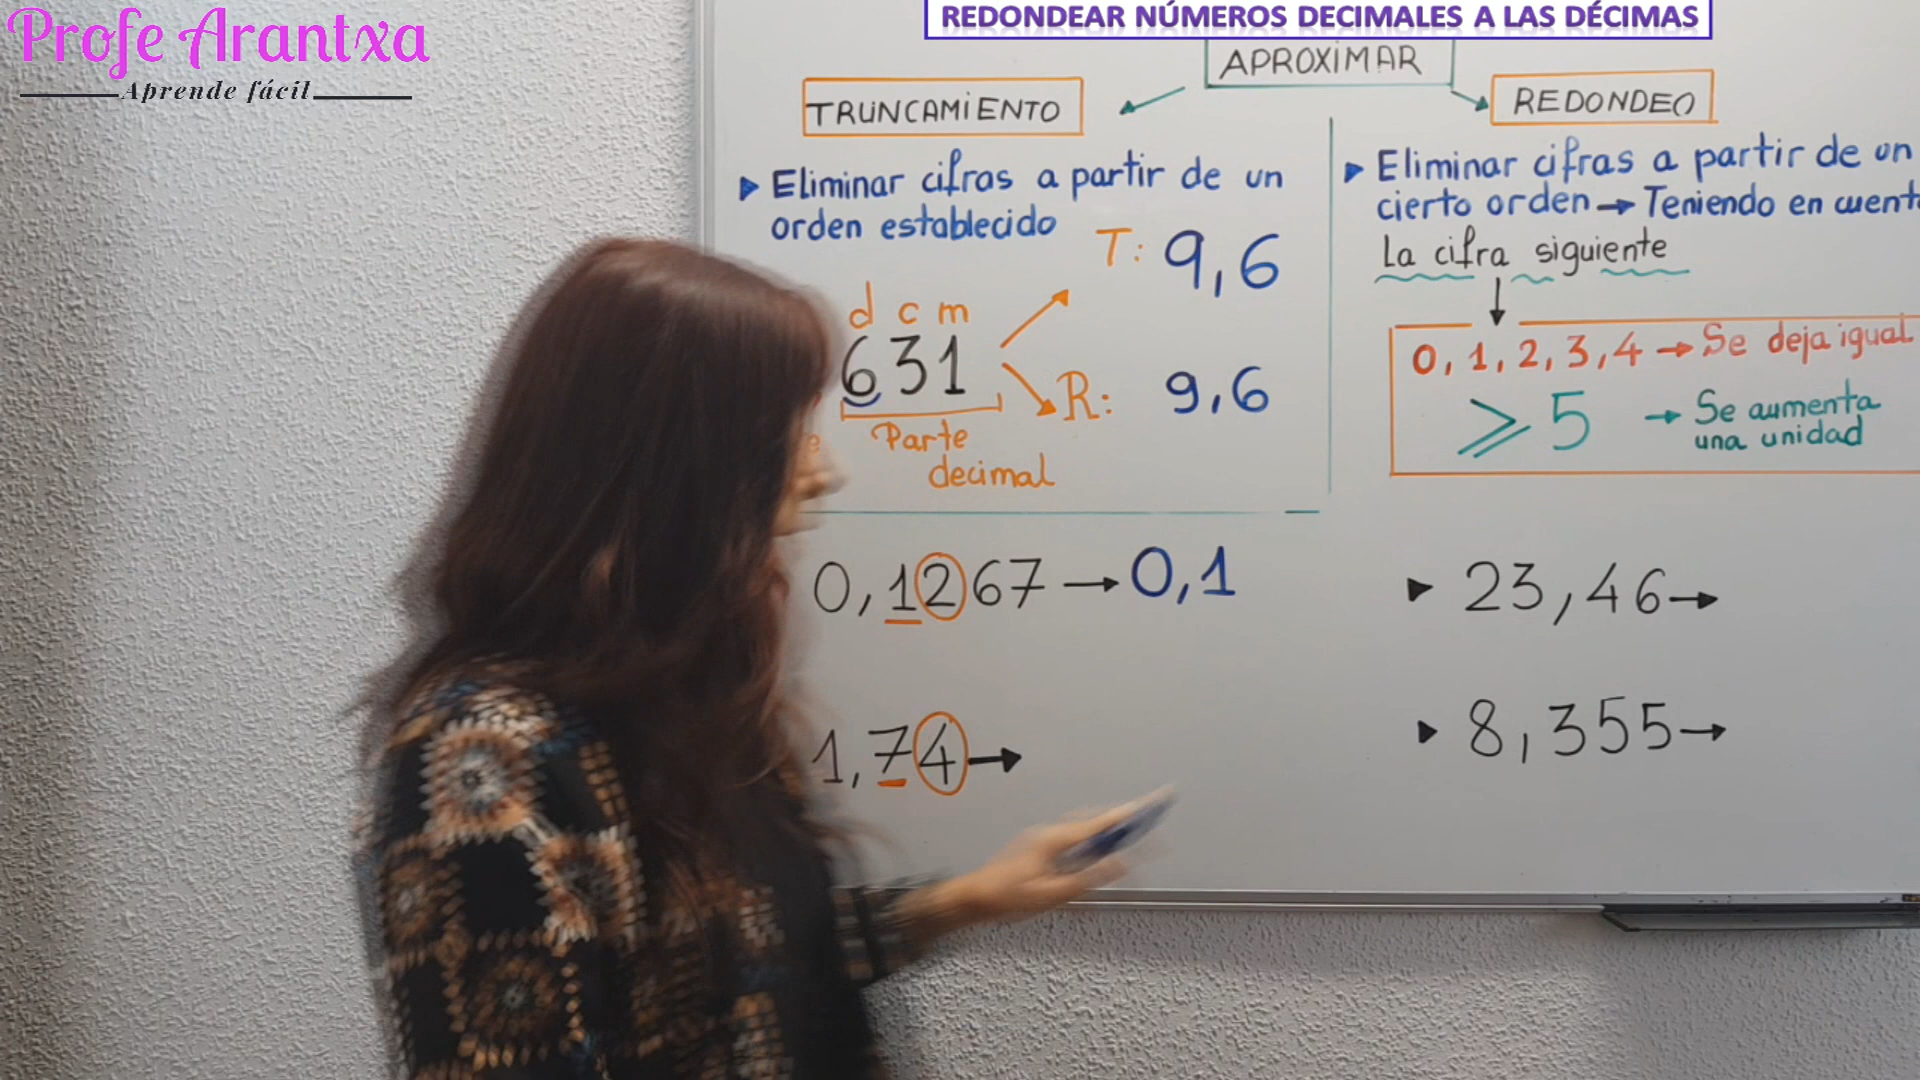 Profe Arantxa
Aprende fácil
REDONDEAR NÚMEROS DECIMALES A LAS DÉCIMAS
APROXIMAR
TRUNCAMIENTO
► Eliminar cifras a partir de un
orden establecido
T: 9,6
d c m
631
R: 9,6
Parte
decimal
0,1267 → 0,1
1,74 →
REDONDEO
► Eliminar cifras a partir de un
cierto orden → Teniendo en
la cifra siguiente
0, 1, 2, 3, 4 → Se deja igual
⩾ 5 → Se aumenta
una unidad
► 23,46 →
► 8,355 →